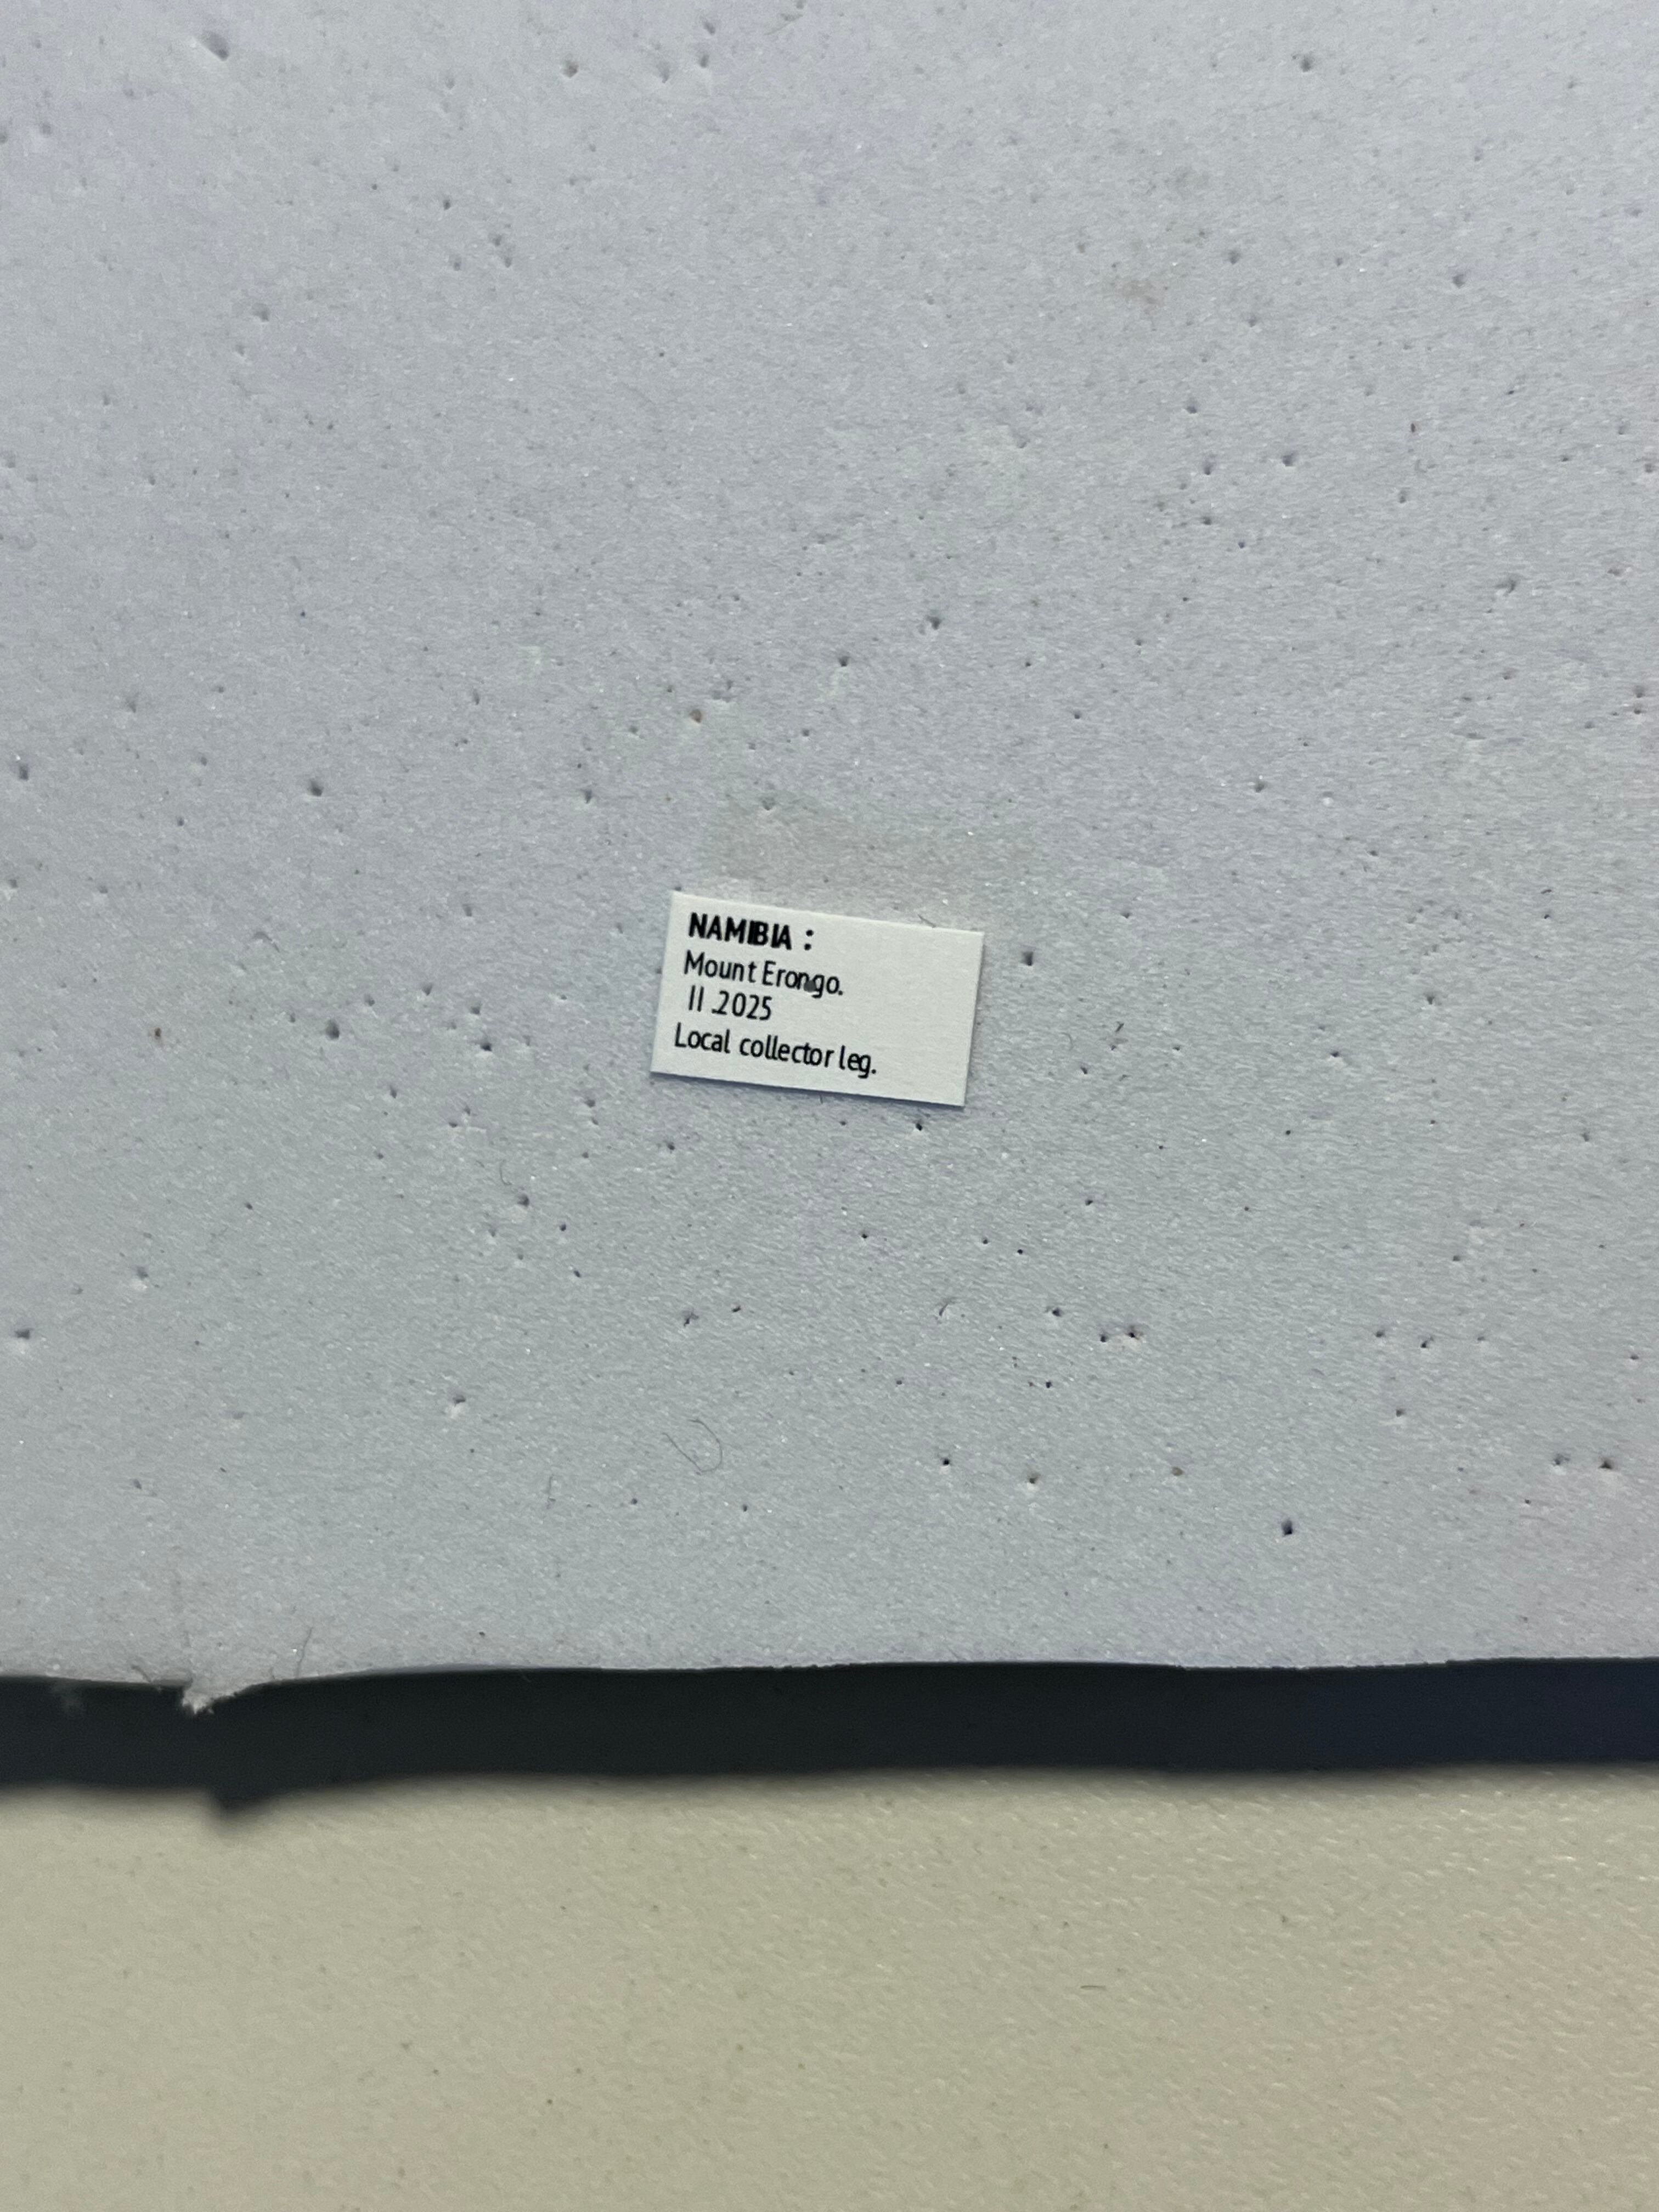 NAMIBIA :
Mount Erongo.
II .2025
Local collector leg.